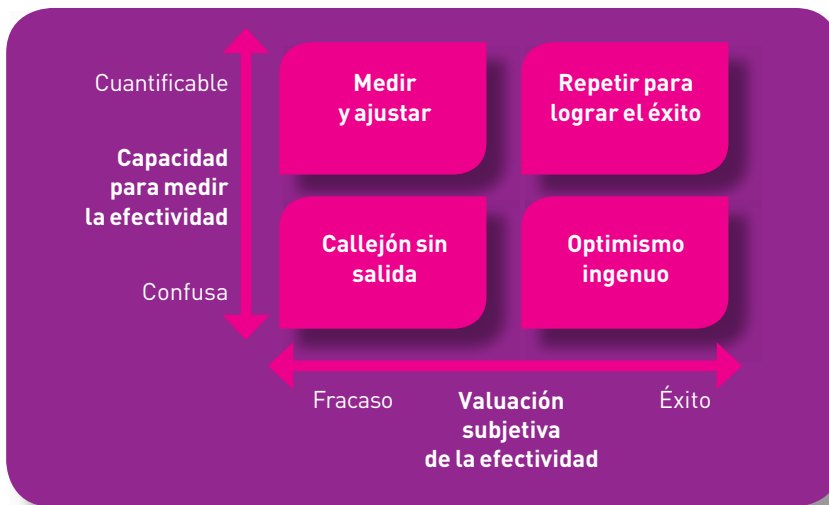 Cuantificable
Capacidad
para medir
la efectividad
Confusa
Medir
y ajustar
Repetir para
lograr el éxito
Callejón sin
salida
Optimismo
ingenuo
Fracaso
Valuación
subjetiva
de la efectividad
Éxito